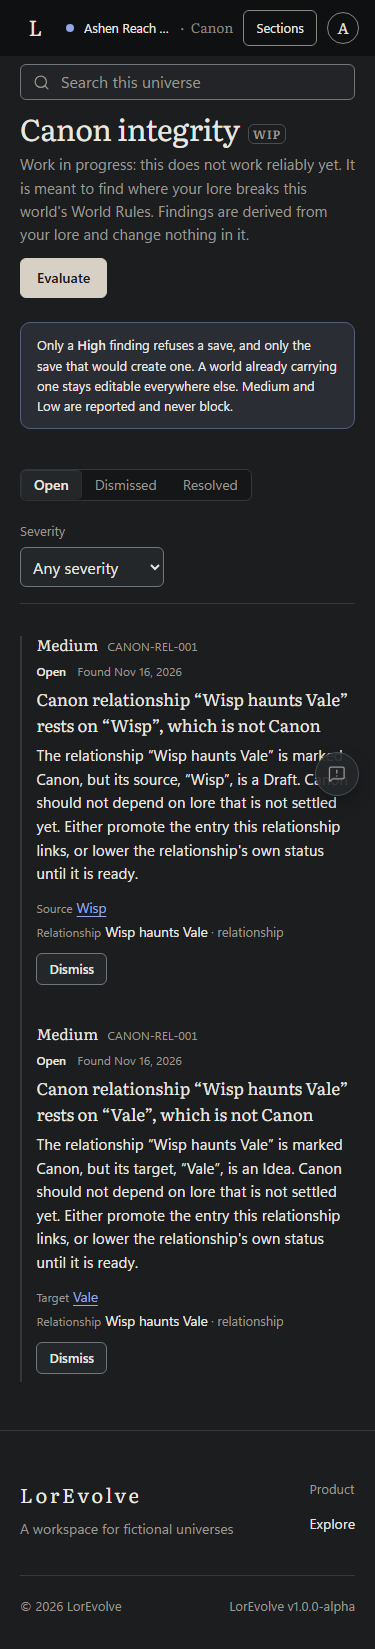 L
Ashen Reach ... · Canon
Sections
A
Search this universe
Canon integrity WIP
Work in progress: this does not work reliably yet. It
is meant to find where your lore breaks this
world's World Rules. Findings are derived from
your lore and change nothing in it.
Evaluate
Only a High finding refuses a save, and only the
save that would create one. A world already carrying
one stays editable everywhere else. Medium and
Low are reported and never block.
Open Dismissed Resolved
Severity
Any severity
Medium CANON-REL-001
Open Found Nov 16, 2026
Canon relationship “Wisp haunts Vale”
rests on “Wisp”, which is not Canon
The relationship “Wisp haunts Vale” is marked
Canon, but its source, “Wisp”, is a Draft. Canon
should not depend on lore that is not settled
yet. Either promote the entry this relationship
links, or lower the relationship's own status
until it is ready.
Source Wisp
Relationship Wisp haunts Vale · relationship
Dismiss
Medium CANON-REL-001
Open Found Nov 16, 2026
Canon relationship “Wisp haunts Vale”
rests on “Vale”, which is not Canon
The relationship “Wisp haunts Vale” is marked
Canon, but its target, “Vale”, is an Idea. Canon
should not depend on lore that is not settled
yet. Either promote the entry this relationship
links, or lower the relationship's own status
until it is ready.
Target Vale
Relationship Wisp haunts Vale · relationship
Dismiss
LorEvolve
A workspace for fictional universes
Product
Explore
© 2026 LorEvolve
LorEvolve v1.0.0-alpha